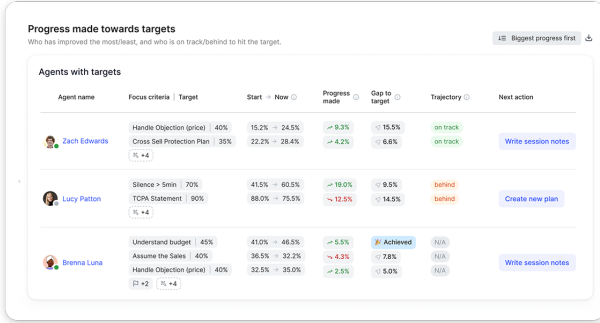 Progress made towards targets
Who has improved the most/least, and who is on track/behind to hit the target.
Biggest progress first
Agents with targets
Agent name Focus criteria | Target Start → Now Progress made Gap to target Trajectory Next action
Zach Edwards
Handle Objection (price) | 40% 15.2% → 24.5% 9.3% 15.5% on track
Cross Sell Protection Plan | 35% 22.2% → 28.4% 4.2% 6.6% on track
+4
Write session notes
Lucy Patton
Silence > 5min | 70% 41.5% → 60.5% 19.0% 9.5% behind
TCPA Statement | 90% 88.0% → 75.5% 12.5% 14.5% behind
+4
Create new plan
Brenna Luna
Understand budget | 45% 41.0% → 46.5% 5.5% Achieved N/A
Assume the Sales | 40% 36.5% → 32.2% 4.3% 7.8% N/A
Handle Objection (price) | 40% 32.5% → 35.0% 2.5% 5.0% N/A
+2 +4
Write session notes